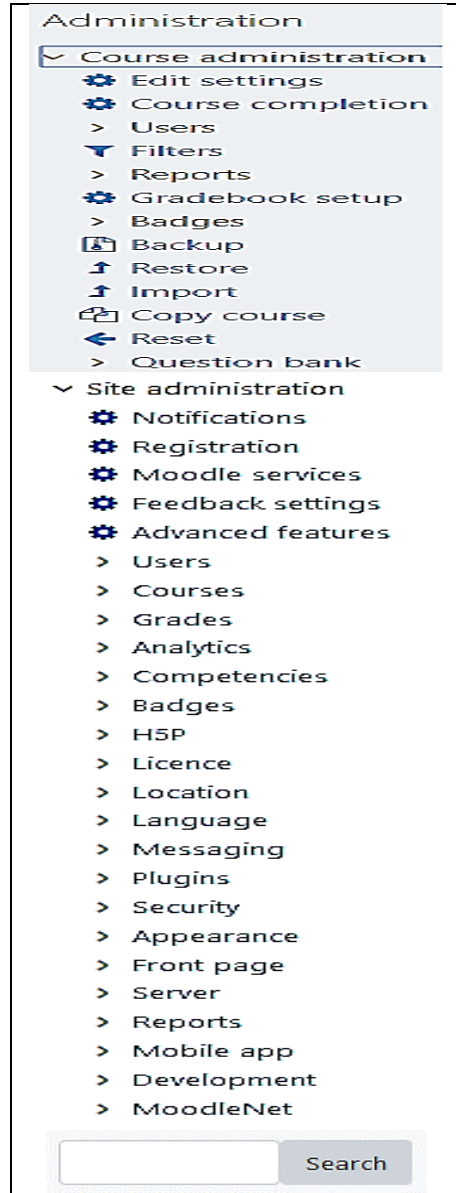 Administration
Course administration
Edit settings
Course completion
Users
Filters
Reports
Gradebook setup
Badges
Backup
Restore
Import
Copy course
Reset
Question bank
Site administration
Notifications
Registration
Moodle services
Feedback settings
Advanced features
Users
Courses
Grades
Analytics
Competencies
Badges
H5P
Licence
Location
Language
Messaging
Plugins
Security
Appearance
Front page
Server
Reports
Mobile app
Development
MoodleNet
Search